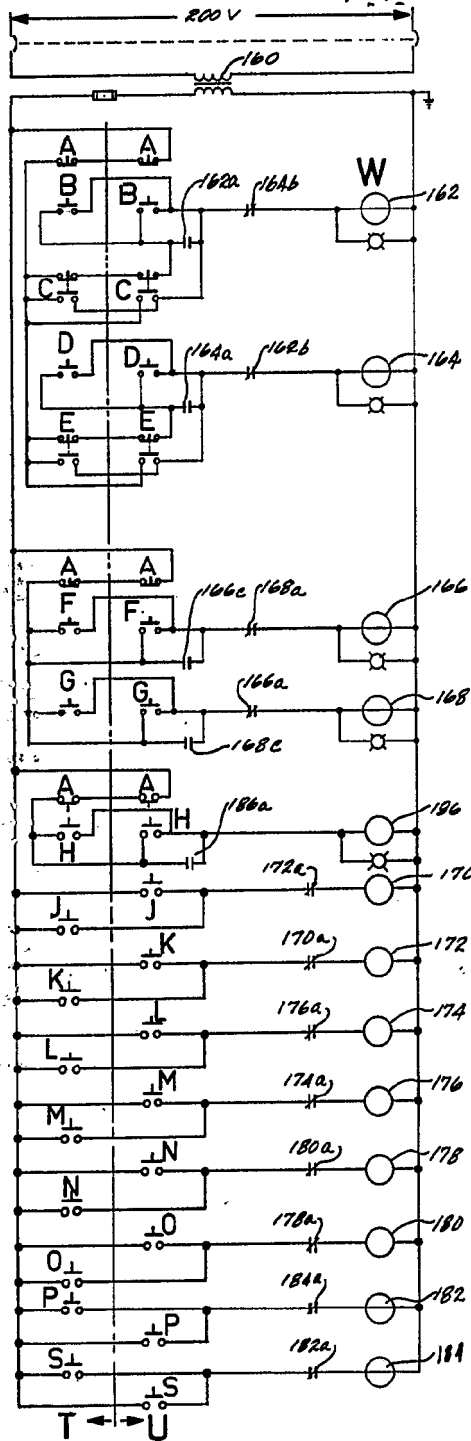 200 V
160
A A
W
B B 162a 164b 162
C C
D D 164a 162b 164
E E
A A
F F 166c 168a 166
G G 166a 168
168c
A A
H H 186a 196
J J 172a 170
K 170a 172
K
L 176a 174
L
M 174a 176
M
N 180a 178
N
O 178a 180
O
P 184a 182
P
S 182a 184
S
T U